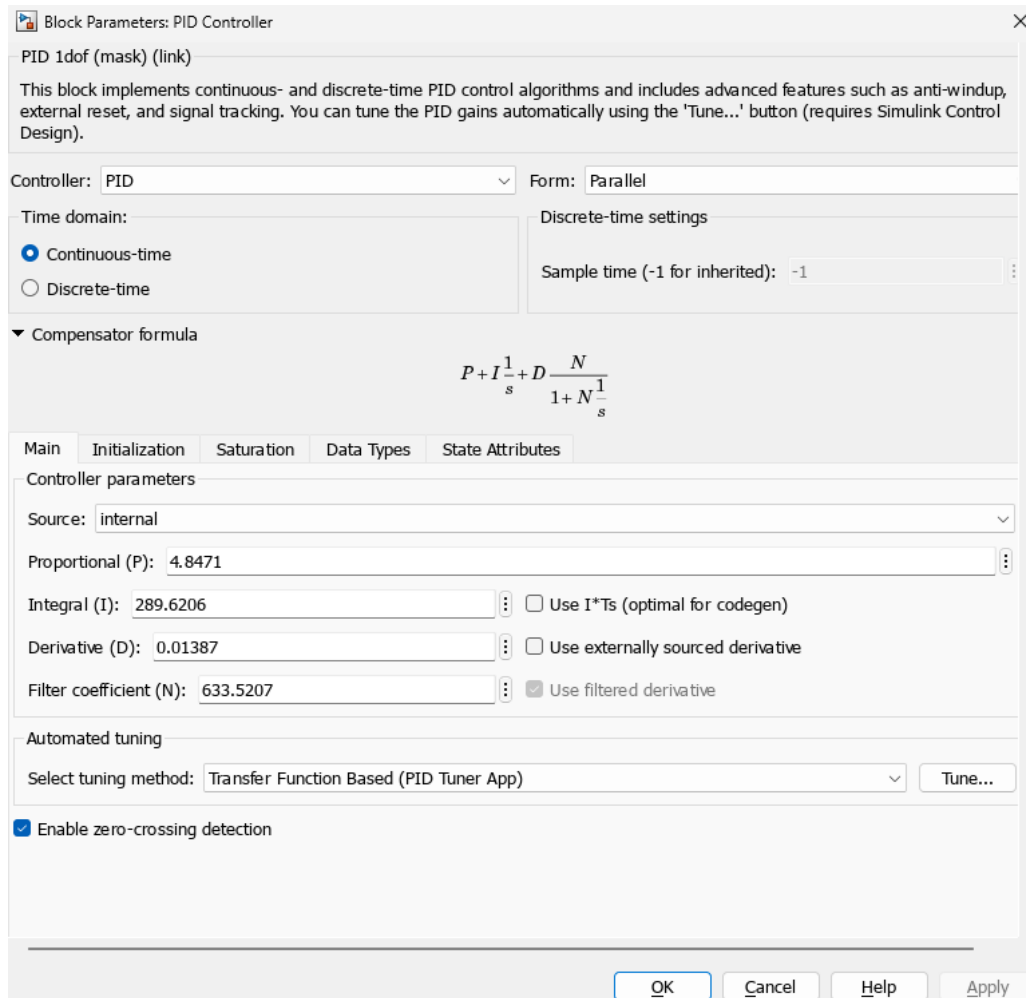 Block Parameters: PID Controller
PID 1dof (mask) (link)
This block implements continuous- and discrete-time PID control algorithms and includes advanced features such as anti-windup,
external reset, and signal tracking. You can tune the PID gains automatically using the 'Tune...' button (requires Simulink Control
Design).
Controller: PID Form: Parallel
Time domain: Discrete-time settings
Continuous-time
Sample time (-1 for inherited): -1
Discrete-time
Compensator formula
P + I 1/s + D N/(1 + N 1/s)
Main Initialization Saturation Data Types State Attributes
Controller parameters
Source: internal
Proportional (P): 4.8471
Integral (I): 289.6206 Use I*Ts (optimal for codegen)
Derivative (D): 0.01387 Use externally sourced derivative
Filter coefficient (N): 633.5207 Use filtered derivative
Automated tuning
Select tuning method: Transfer Function Based (PID Tuner App) Tune...
Enable zero-crossing detection
OK Cancel Help Apply